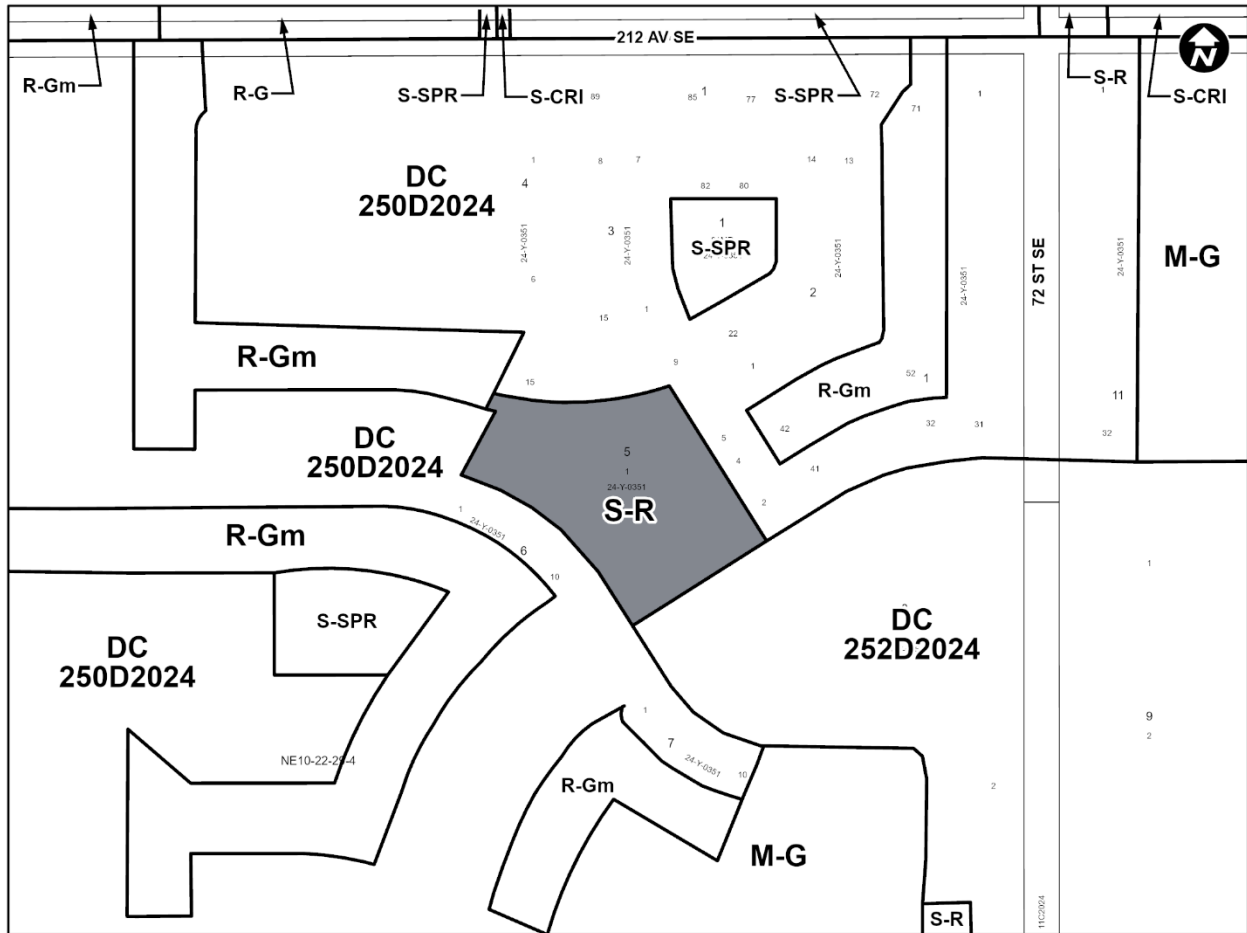 212 AV SE
N
R-Gm
R-G
S-SPR
S-CRI
S-SPR
S-R
S-CRI
89
85
1
77
72
71
1
1
DC
250D2024
1
4
8
7
14
13
82
80
3
1
S-SPR
24-Y-0351
24-Y-0351
24-Y-0351
24-Y-0351
24-Y-0351
72 ST SE
M-G
6
2
15
1
22
R-Gm
9
1
15
52
1
R-Gm
11
42
32
31
32
DC
250D2024
5
4
41
2
5
1
24-Y-0351
S-R
1
24-Y-0351
6
10
R-Gm
1
S-SPR
DC
250D2024
DC
252D2024
NE10-22-29-4
1
7
24-Y-0351
10
9
2
2
R-Gm
M-G
S-R
11C2024